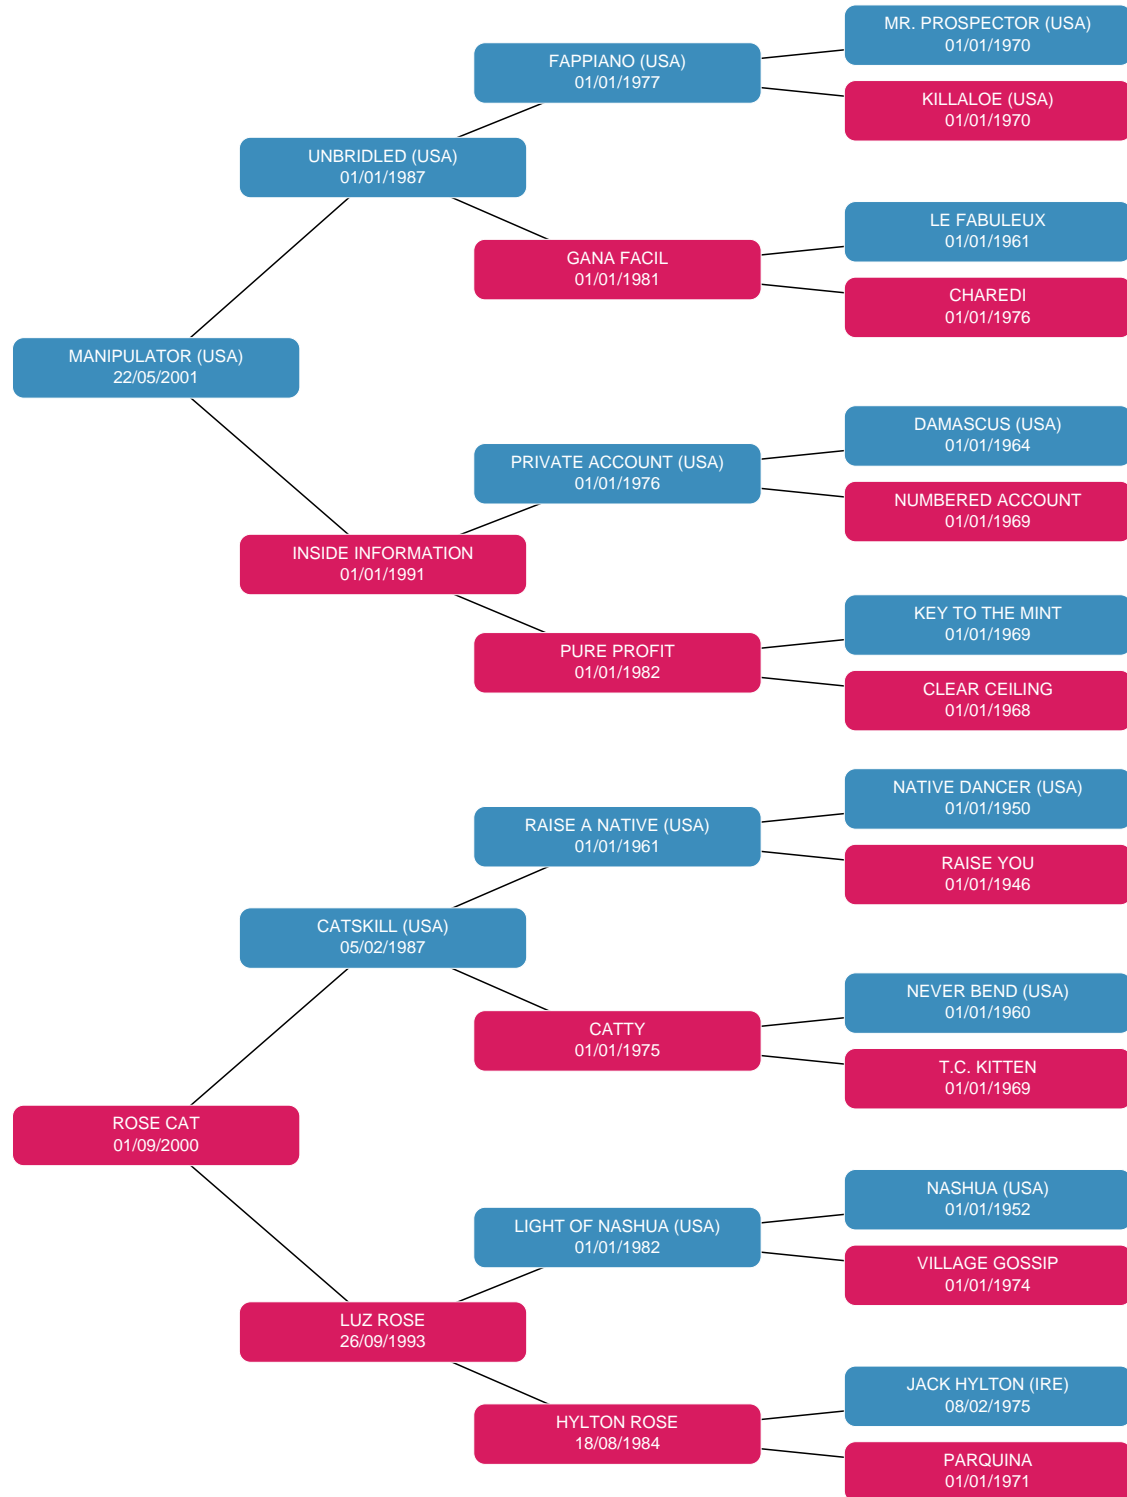 MR. PROSPECTOR (USA)
01/01/1970
FAPPIANO (USA)
01/01/1977
KILLALOE (USA)
01/01/1970
UNBRIDLED (USA)
01/01/1987
LE FABULEUX
01/01/1961
GANA FACIL
01/01/1981
CHAREDI
01/01/1976
MANIPULATOR (USA)
22/05/2001
DAMASCUS (USA)
01/01/1964
PRIVATE ACCOUNT (USA)
01/01/1976
NUMBERED ACCOUNT
01/01/1969
INSIDE INFORMATION
01/01/1991
KEY TO THE MINT
01/01/1969
PURE PROFIT
01/01/1982
CLEAR CEILING
01/01/1968
NATIVE DANCER (USA)
01/01/1950
RAISE A NATIVE (USA)
01/01/1961
RAISE YOU
01/01/1946
CATSKILL (USA)
05/02/1987
NEVER BEND (USA)
01/01/1960
CATTY
01/01/1975
T.C. KITTEN
01/01/1969
ROSE CAT
01/09/2000
NASHUA (USA)
01/01/1952
LIGHT OF NASHUA (USA)
01/01/1982
VILLAGE GOSSIP
01/01/1974
LUZ ROSE
26/09/1993
JACK HYLTON (IRE)
08/02/1975
HYLTON ROSE
18/08/1984
PARQUINA
01/01/1971